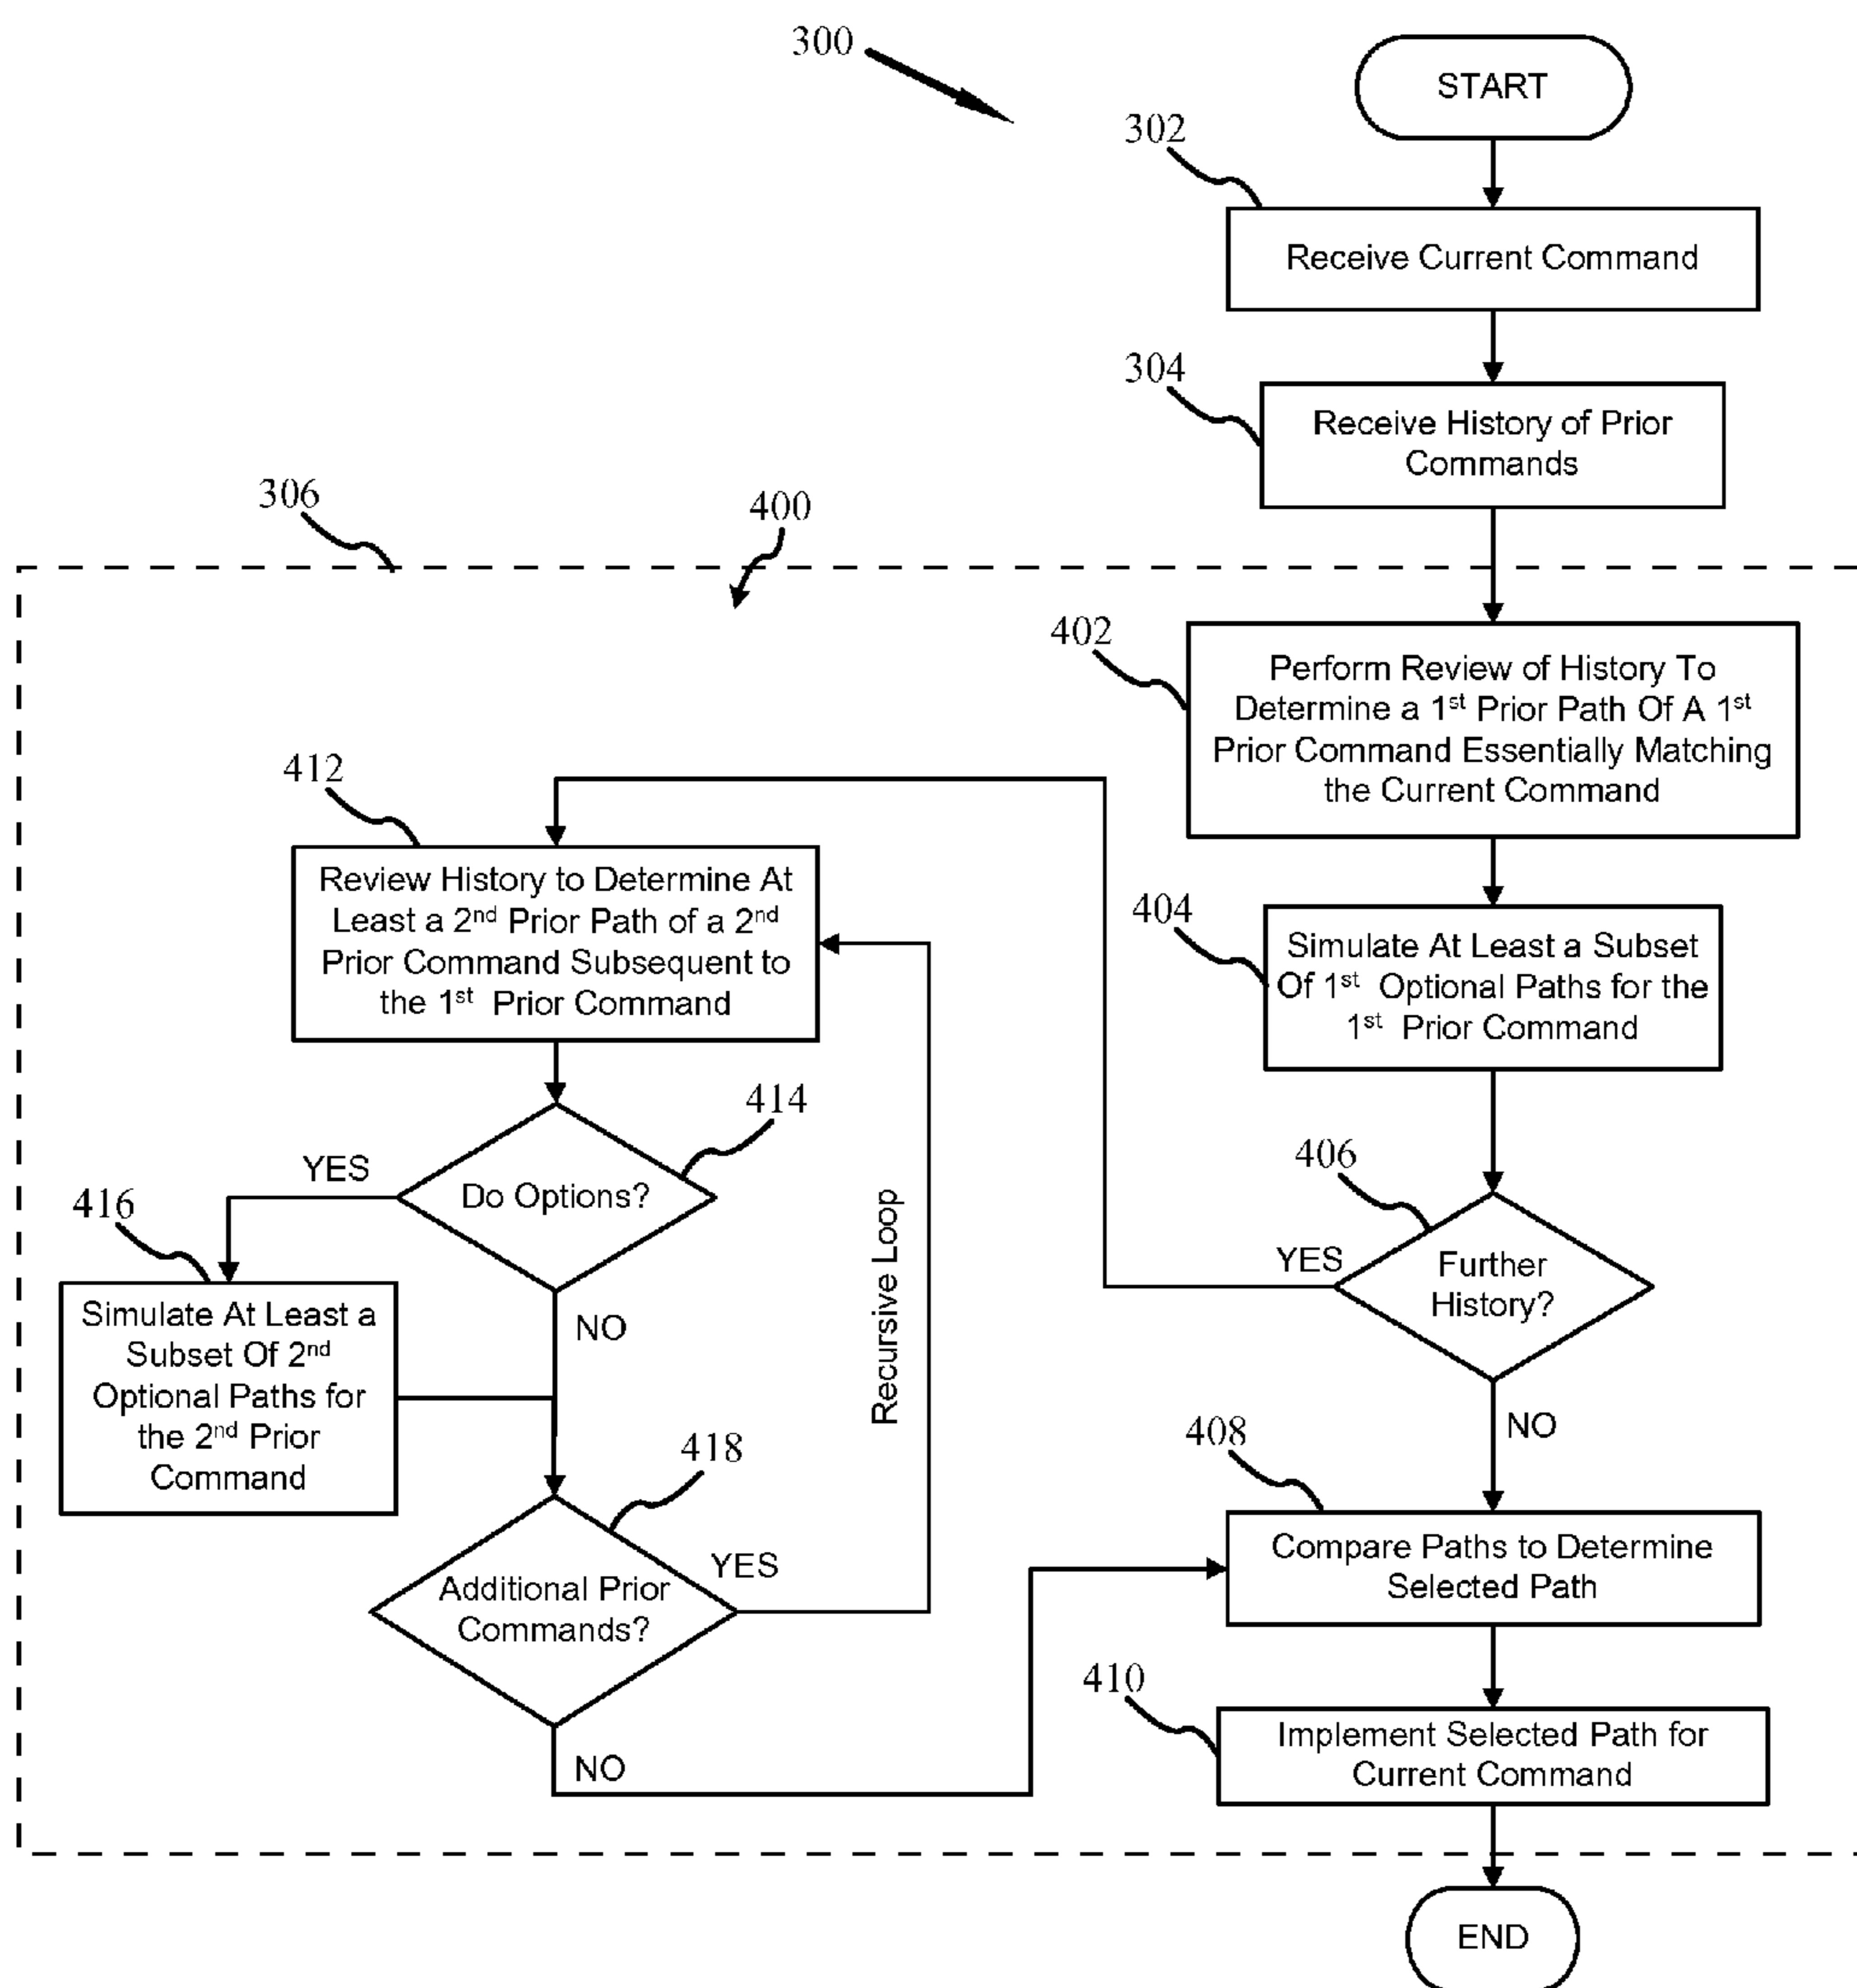 300
START
302
Receive Current Command
304
Receive History of Prior
Commands
306
400
402
Perform Review of History To
Determine a 1st Prior Path Of A 1st
Prior Command Essentially Matching
the Current Command
412
Review History to Determine At
Least a 2nd Prior Path of a 2nd
Prior Command Subsequent to
the 1st Prior Command
404
Simulate At Least a Subset
Of 1st Optional Paths for the
1st Prior Command
414
Do Options?
YES
NO
416
Simulate At Least a
Subset Of 2nd
Optional Paths for
the 2nd Prior
Command
Recursive Loop
406
Further
History?
YES
NO
418
Additional Prior
Commands?
YES
NO
408
Compare Paths to Determine
Selected Path
410
Implement Selected Path for
Current Command
END